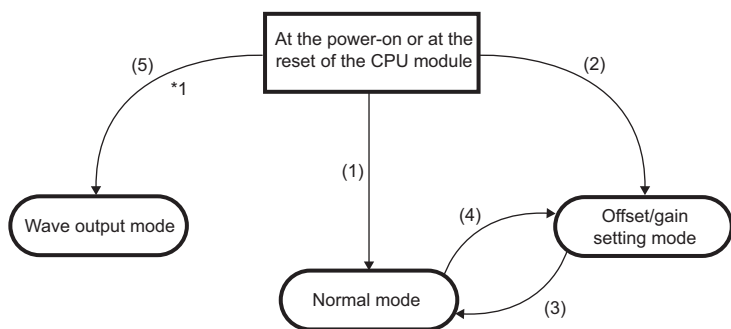 At the power-on or at the
reset of the CPU module
(5)
*1
(2)
(1)
Wave output mode
(4)
Offset/gain
setting mode
Normal mode
(3)